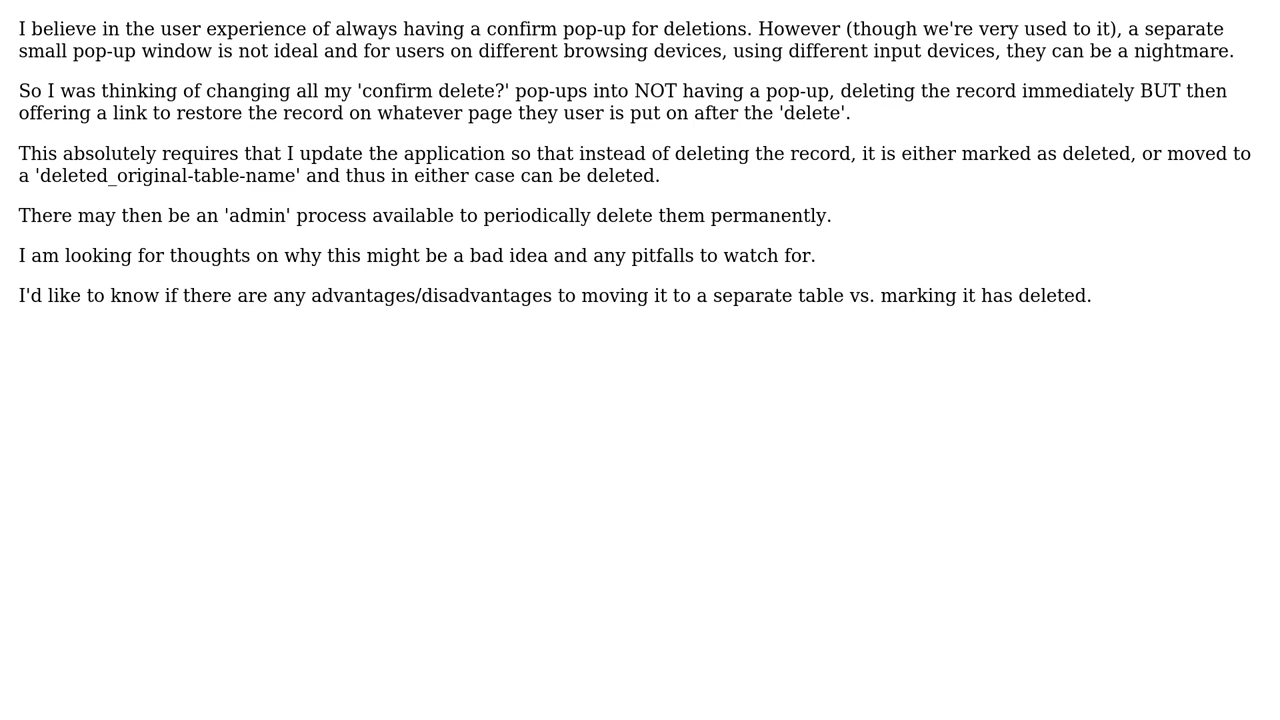 I believe in the user experience of always having a confirm pop-up for deletions. However (though we're very used to it), a separate
small pop-up window is not ideal and for users on different browsing devices, using different input devices, they can be a nightmare.
So I was thinking of changing all my 'confirm delete?' pop-ups into NOT having a pop-up, deleting the record immediately BUT then
offering a link to restore the record on whatever page they user is put on after the 'delete'.
This absolutely requires that I update the application so that instead of deleting the record, it is either marked as deleted, or moved to
a 'deleted_original-table-name' and thus in either case can be deleted.
There may then be an 'admin' process available to periodically delete them permanently.
I am looking for thoughts on why this might be a bad idea and any pitfalls to watch for.
I'd like to know if there are any advantages/disadvantages to moving it to a separate table vs. marking it has deleted.